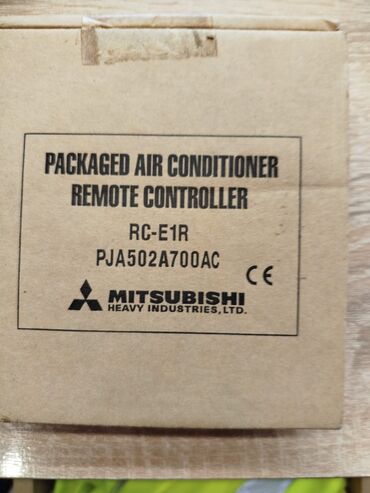 PACKAGED AIR CONDITIONER
REMOTE CONTROLLER
RC-E1R
PJA502A700AC
CE
MITSUBISHI
HEAVY INDUSTRIES, LTD.